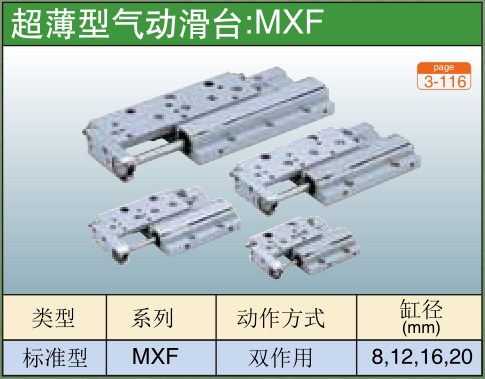 超薄型气动滑台:MXF
page
3-116
类型 系列 动作方式 缸径
(mm)
标准型 MXF 双作用 8,12,16,20